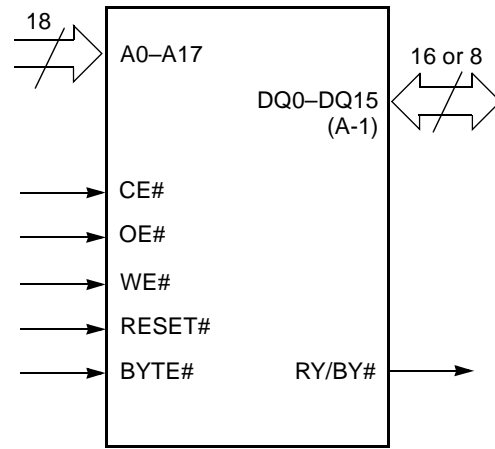 18
A0–A17
16 or 8
DQ0–DQ15
(A-1)
CE#
OE#
WE#
RESET#
BYTE#
RY/BY#